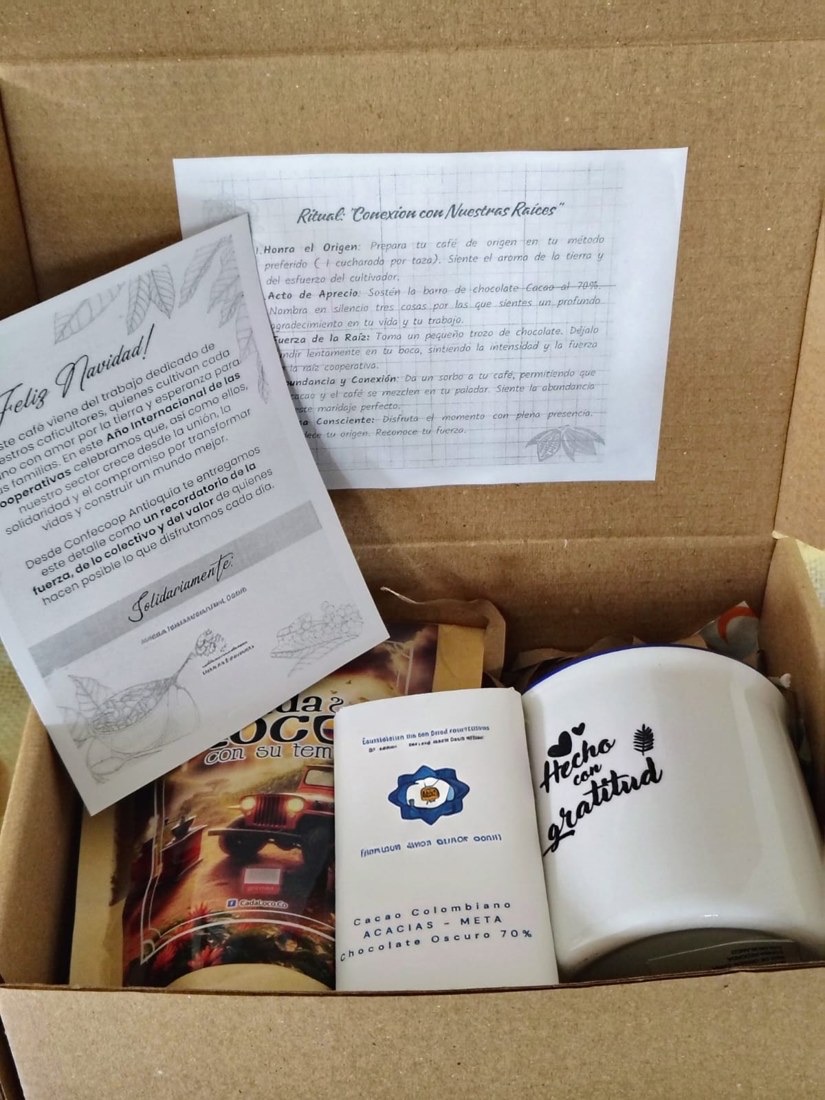 Ritual: "Conexion con Nuestras Raíces"
1. Honra el Origen: Prepara tu café de origen en tu método
preferido ( 1 cucharada por taza). Siente el aroma de la tierra y
del esfuerzo del cultivador.
Acto de Aprecio: Sostén la barra de chocolate Cacao al 70%.
Nombra en silencio tres cosas por las que sientes un profundo
agradecimiento en tu vida y tu trabajo.
Fuerza de la Raíz: Toma un pequeño trozo de chocolate. Déjalo
lentamente en tu boca, sintiendo la intensidad y la fuerza
la raíz cooperativa.
y Conexión: Da un sorbo a tu café, permitiendo que
cacao y el café se mezclen en tu paladar. Siente la abundancia
maridaje perfecto.
Consciente: Disfruta el momento con plena presencia.
tu origen. Reconoce tu fuerza.
Feliz Navidad!
este café viene del trabajo dedicado de
nuestros caficultores, quienes cultivan cada
con amor por la tierra y esperanza para
sus familias. En este Año Internacional de las
Cooperativas celebramos que, así como ellos,
nuestro sector crece desde la unión, la
solidaridad y el compromiso por transformar
vidas y construir un mundo mejor.
Desde Confecoop Antioquia te entregamos
este detalle como un recordatorio de la
fuerza, de lo colectivo y del valor de quienes
hacen posible lo que disfrutamos cada día.
Solidariamente:
con su
CadaLoco.Co
Cacao Colombiano
ACACIAS - META
Chocolate Oscuro 70%
Hecho
con
gratitud